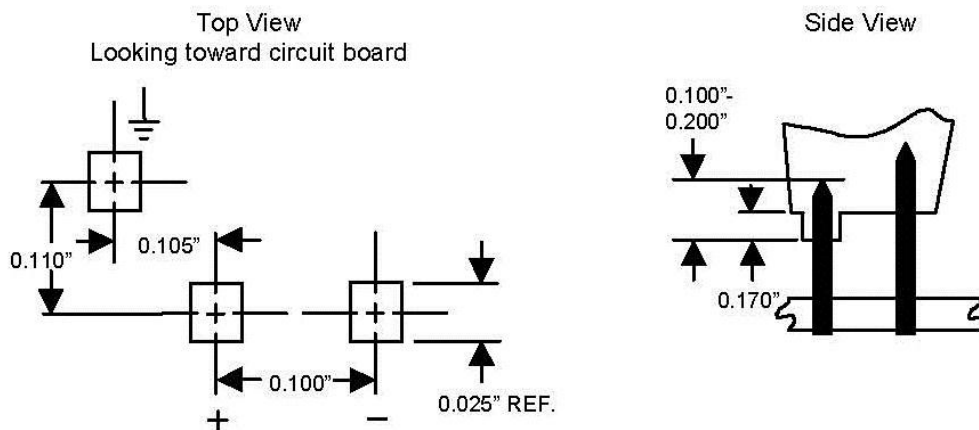 Top View
Looking toward circuit board
0.110”
0.105”
0.100”
0.025” REF.
+
−
Side View
0.100”-
0.200”
0.170”